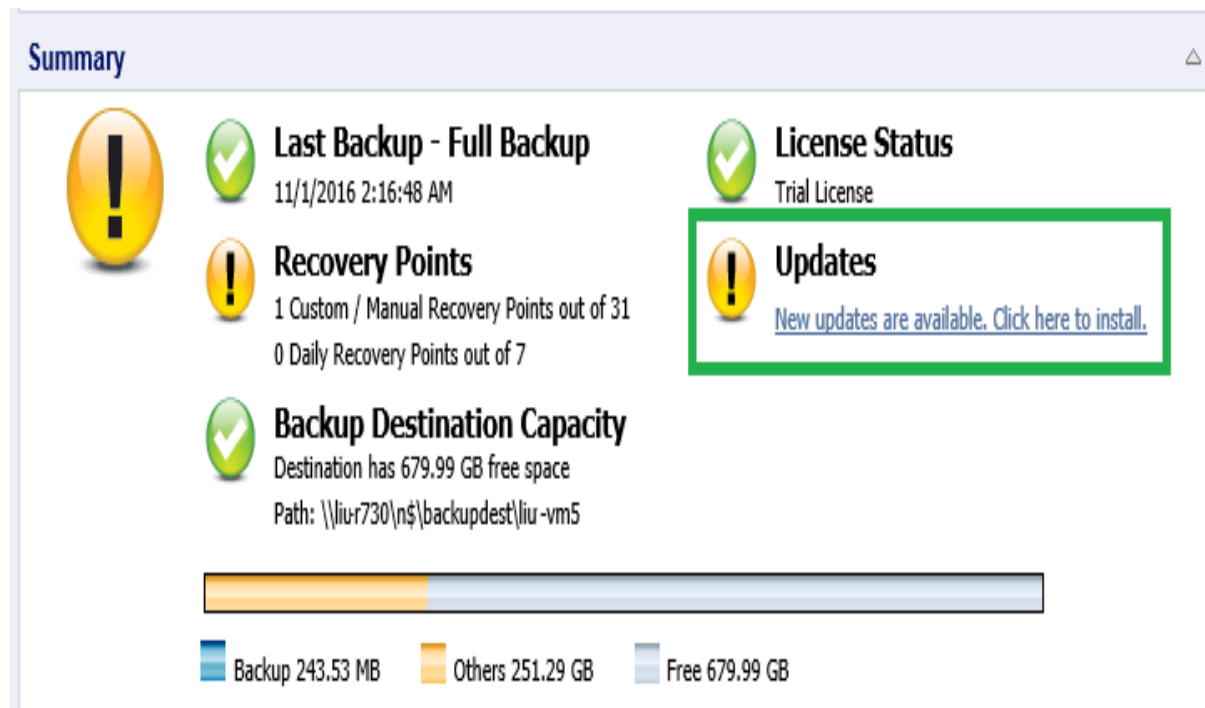 Summary
Last Backup - Full Backup
11/1/2016 2:16:48 AM
License Status
Trial License
Recovery Points
1 Custom / Manual Recovery Points out of 31
0 Daily Recovery Points out of 7
Updates
New updates are available. Click here to install.
Backup Destination Capacity
Destination has 679.99 GB free space
Path: \\liu-r730\n$\backupdest\liu-vm5
Backup 243.53 MB
Others 251.29 GB
Free 679.99 GB